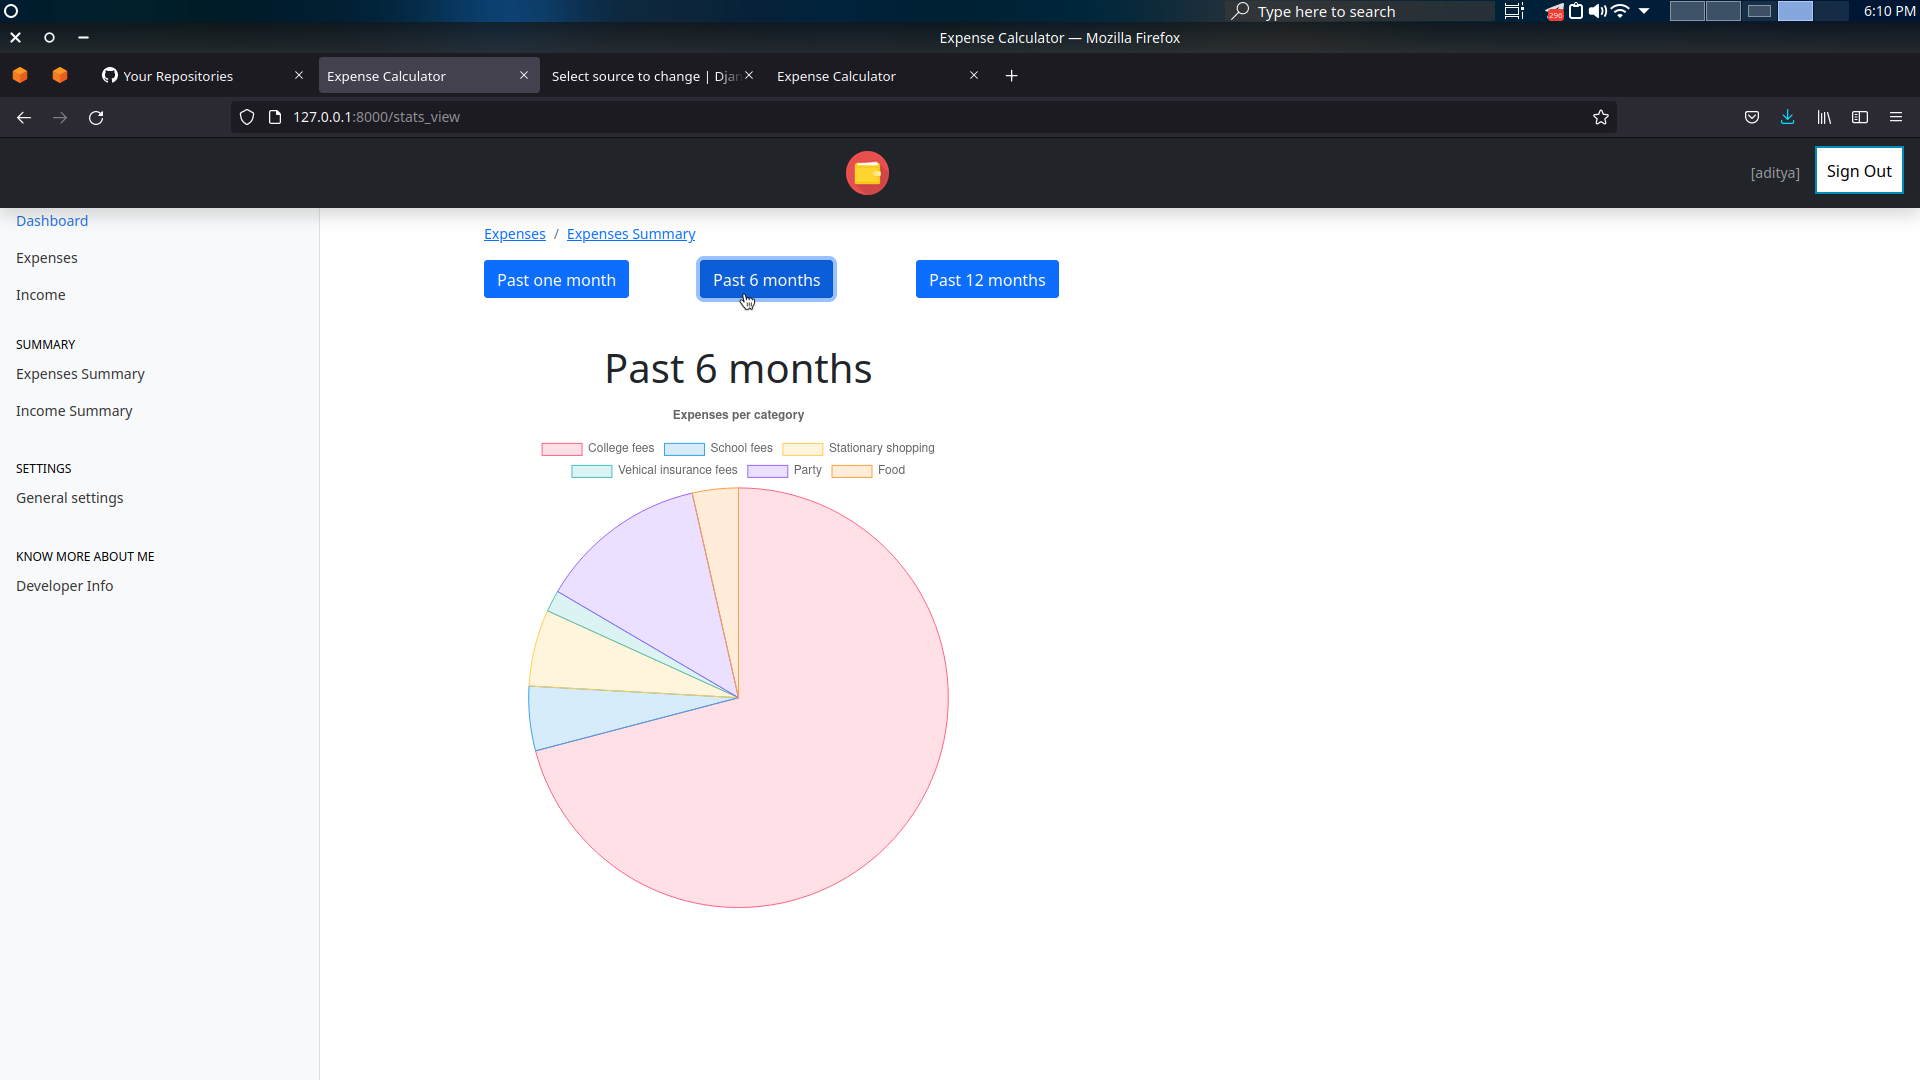 Type here to search
296
6:10 PM
Expense Calculator — Mozilla Firefox
Your Repositories
Expense Calculator
Select source to change | Djan
Expense Calculator
127.0.0.1:8000/stats_view
[aditya]
Sign Out
Dashboard
Expenses
Income
SUMMARY
Expenses Summary
Income Summary
SETTINGS
General settings
KNOW MORE ABOUT ME
Developer Info
Expenses / Expenses Summary
Past one month
Past 6 months
Past 12 months
Past 6 months
Expenses per category
College fees School fees Stationary shopping
Vehical insurance fees Party Food